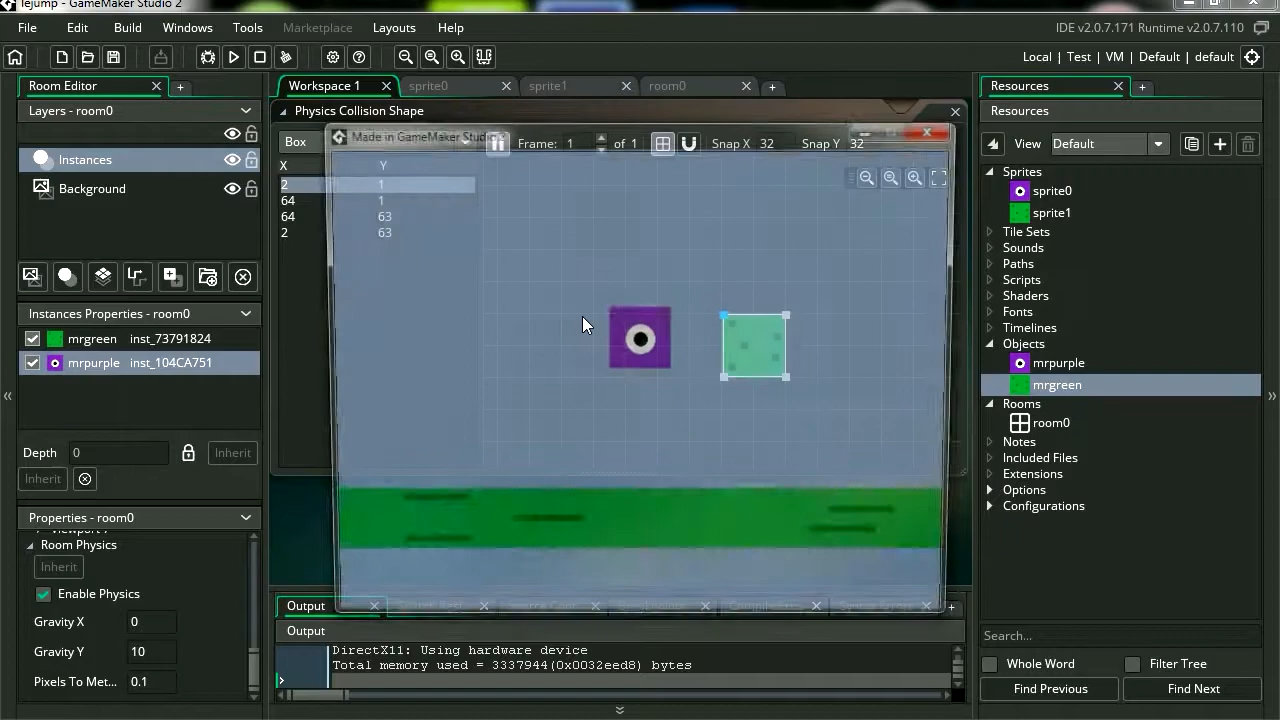 Tejump - GameMaker Studio 2
File Edit Build Windows Tools Marketplace Layouts Help
IDE v2.0.7.171 Runtime v2.0.7.110
Local | Test | VM | Default | default
Room Editor
Workspace 1 sprite0 sprite1 room0
Resources
Layers - room0
Physics Collision Shape
Resources
Box
Made in GameMaker Studio
Frame: 1 of 1 Snap X 32 Snap Y 32
View Default
Instances
Background
X Y
2 1
64 1
64 63
2 63
Sprites
sprite0
sprite1
Tile Sets
Sounds
Paths
Scripts
Shaders
Fonts
Timelines
Objects
mrpurple
mrgreen
Rooms
room0
Notes
Included Files
Extensions
Options
Configurations
Instances Properties - room0
mrgreen inst_73791824
mrpurple inst_104CA751
Depth 0 Inherit
Inherit
Properties - room0
Room Physics
Inherit
Enable Physics
Gravity X 0
Gravity Y 10
Pixels To Met... 0.1
Output
Output
DirectX11: Using hardware device
Total memory used = 3337944(0x0032eed8) bytes
Search...
Whole Word Filter Tree
Find Previous Find Next